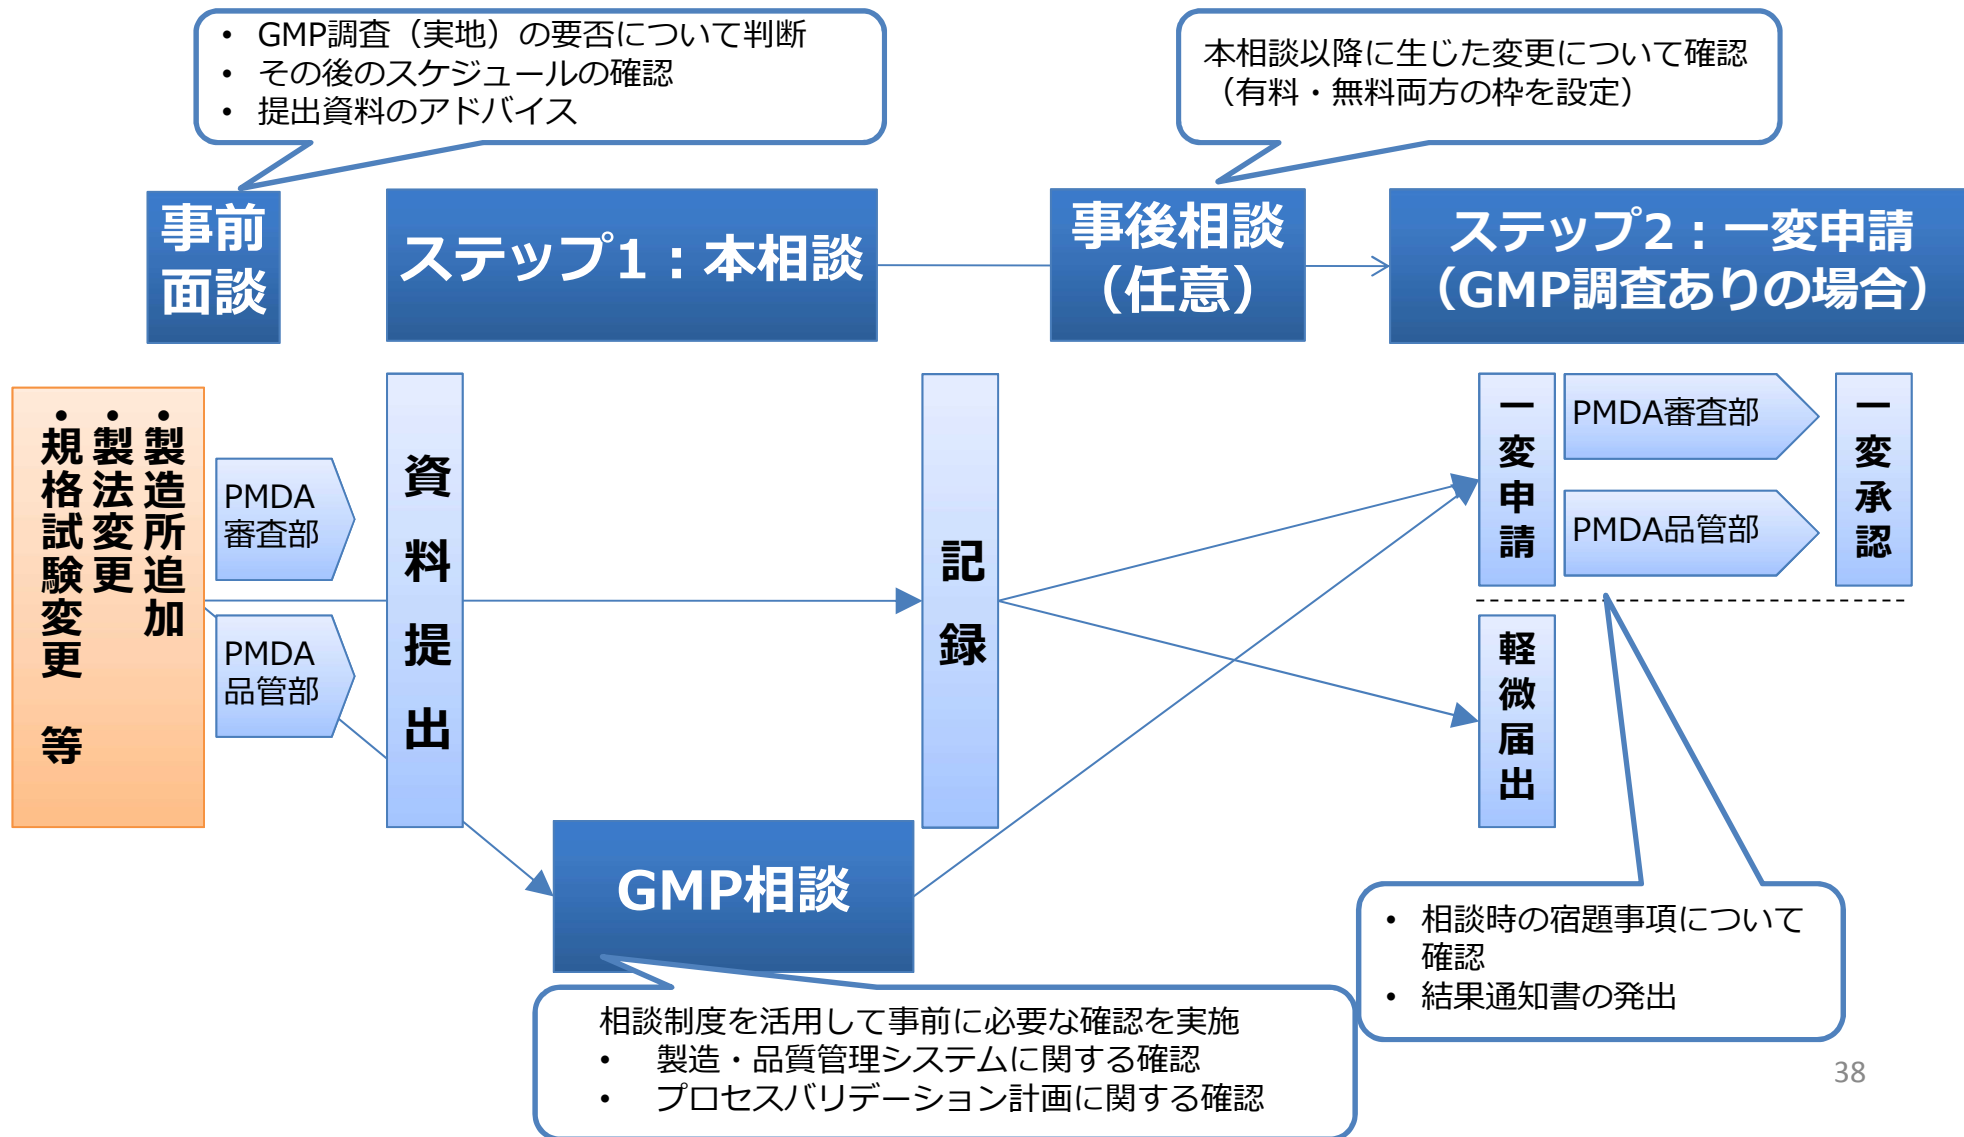 • GMP調査（実地）の要否について判断
• その後のスケジュールの確認
• 提出資料のアドバイス
本相談以降に生じた変更について確認
（有料・無料両方の枠を設定）
事前
面談
ステップ1：本相談
事後相談
（任意）
ステップ2：一変申請
（GMP調査ありの場合）
・製造所追加
・製法変更
・規格試験変更　等
PMDA
審査部
PMDA
品管部
資料提出
記録
一変申請
PMDA審査部
PMDA品管部
一変承認
軽微届出
GMP相談
• 相談時の宿題事項について
確認
• 結果通知書の発出
相談制度を活用して事前に必要な確認を実施
• 製造・品質管理システムに関する確認
• プロセスバリデーション計画に関する確認
38